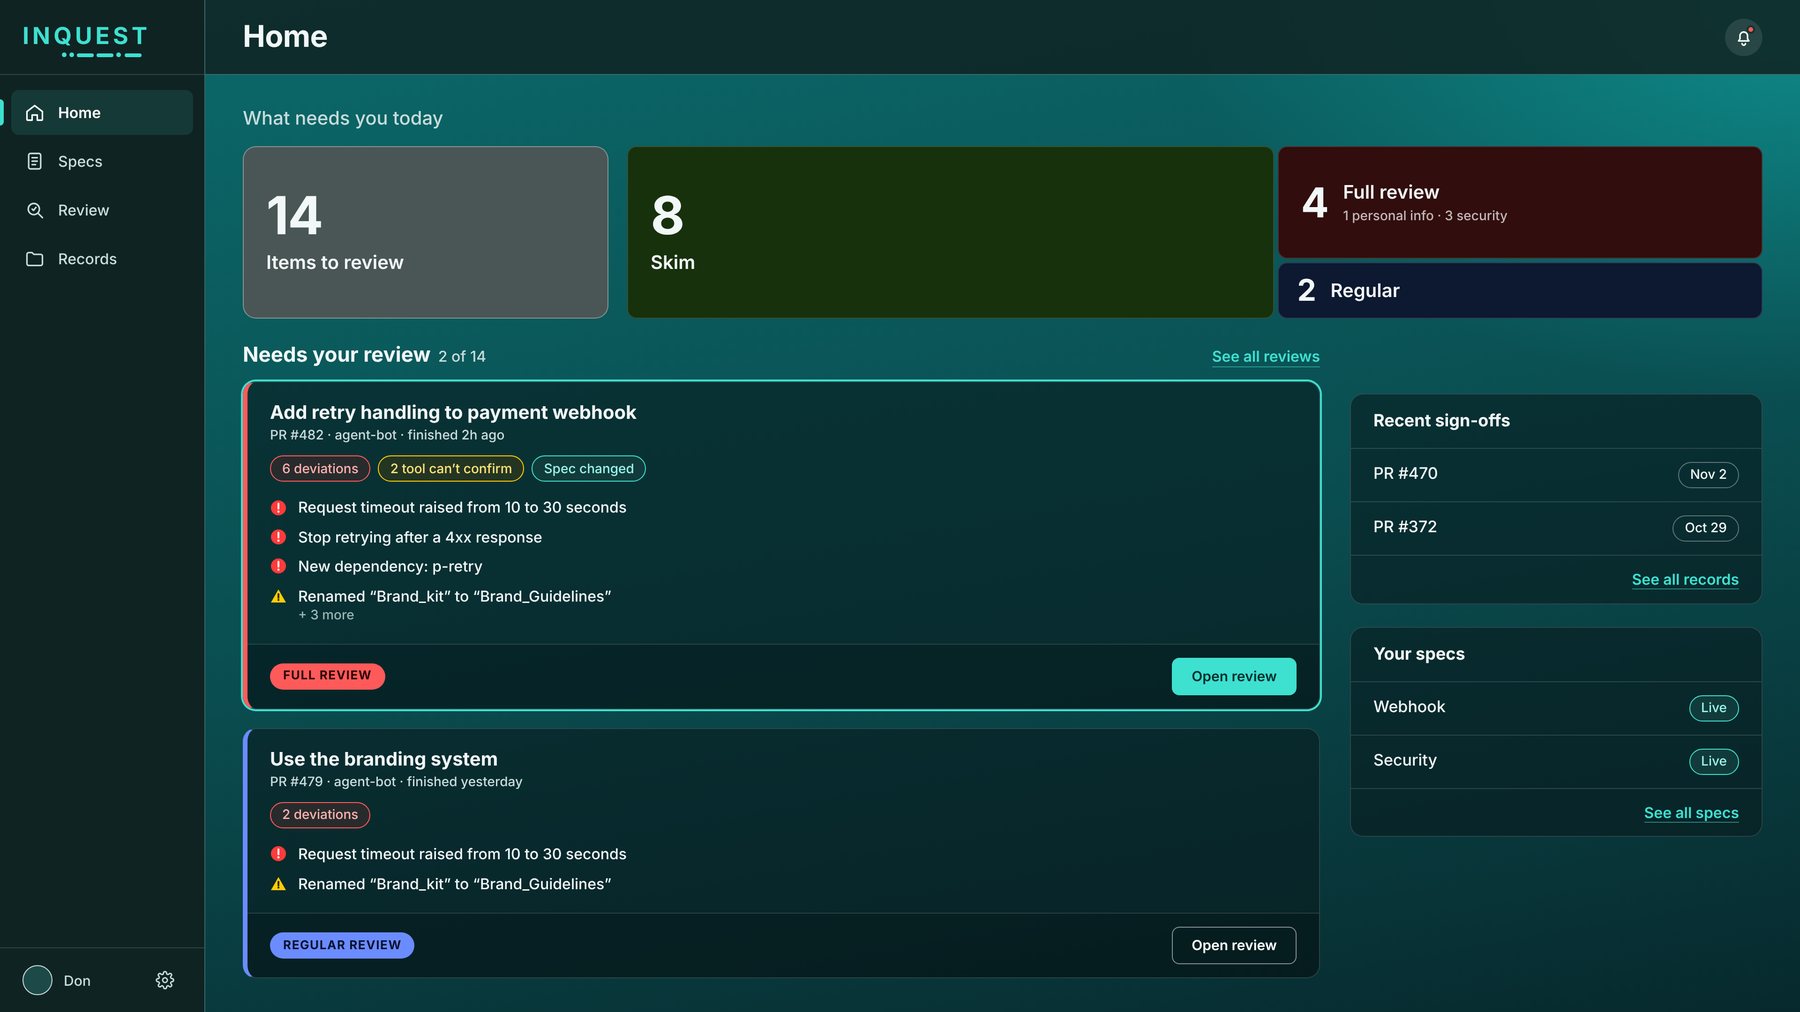 INQUEST
Home
Specs
Review
Records
Don
Home
What needs you today
14
Items to review
8
Skim
4
Full review
1 personal info · 3 security
2
Regular
Needs your review 2 of 14
See all reviews
Add retry handling to payment webhook
PR #482 · agent-bot · finished 2h ago
6 deviations
2 tool can’t confirm
Spec changed
Request timeout raised from 10 to 30 seconds
Stop retrying after a 4xx response
New dependency: p-retry
Renamed “Brand_kit” to “Brand_Guidelines”
+ 3 more
FULL REVIEW
Open review
Use the branding system
PR #479 · agent-bot · finished yesterday
2 deviations
Request timeout raised from 10 to 30 seconds
Renamed “Brand_kit” to “Brand_Guidelines”
REGULAR REVIEW
Open review
Recent sign-offs
PR #470
Nov 2
PR #372
Oct 29
See all records
Your specs
Webhook
Live
Security
Live
See all specs